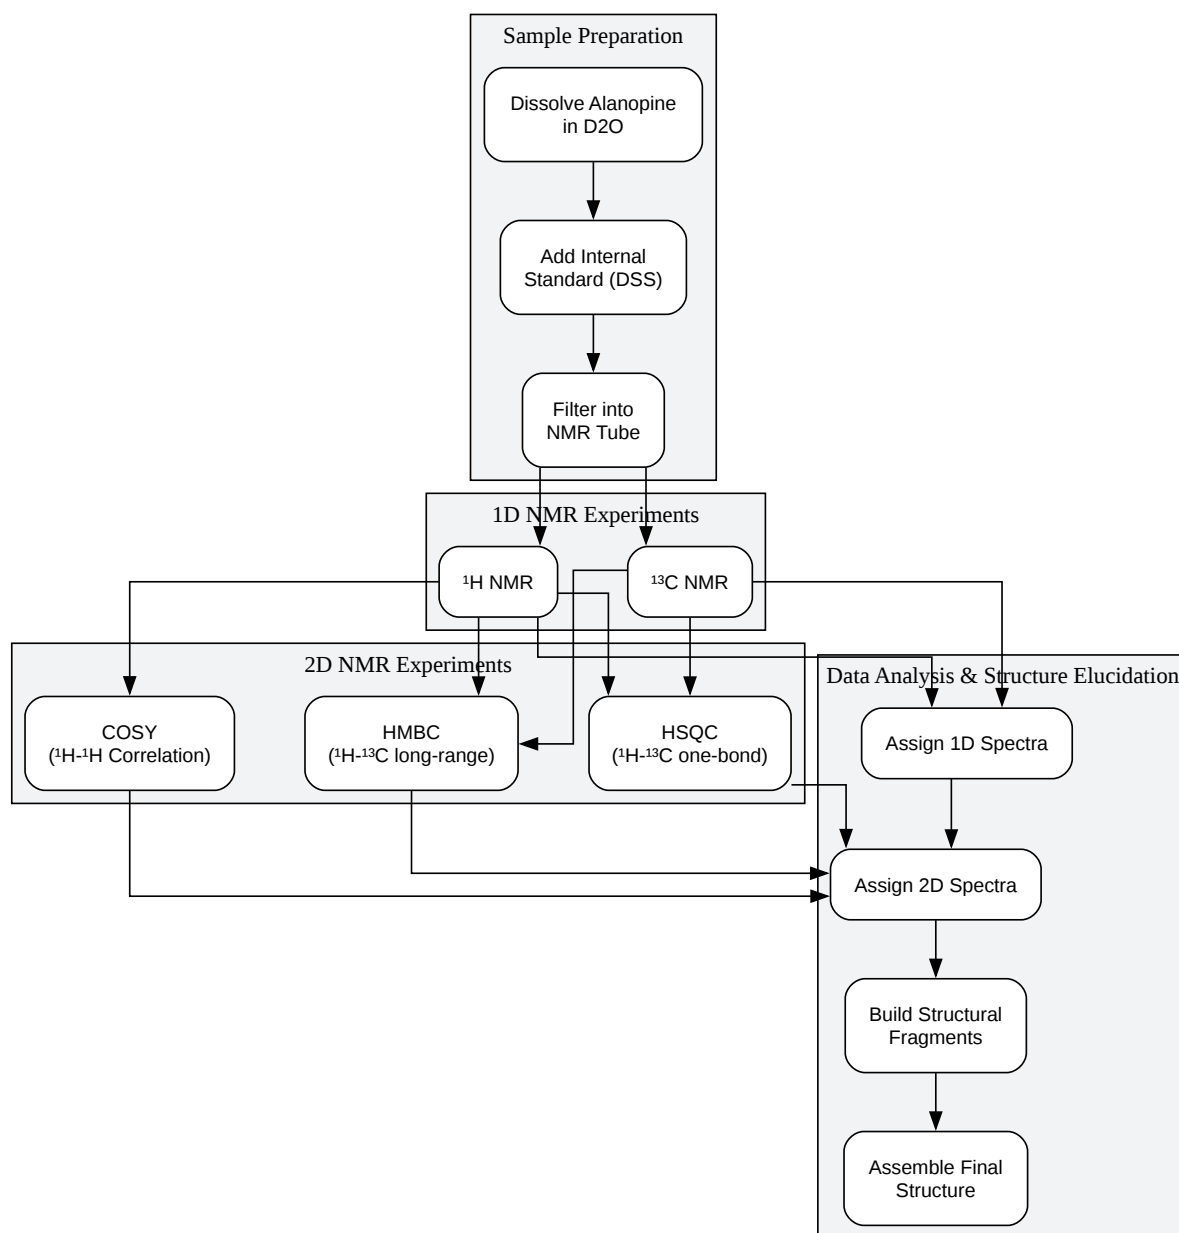 Sample Preparation
Dissolve Alanopine
in D2O
Add Internal
Standard (DSS)
Filter into
NMR Tube
1D NMR Experiments
¹H NMR
¹³C NMR
2D NMR Experiments
COSY
(¹H-¹H Correlation)
HMBC
(¹H-¹³C long-range)
HSQC
(¹H-¹³C one-bond)
Data Analysis & Structure Elucidation
Assign 1D Spectra
Assign 2D Spectra
Build Structural
Fragments
Assemble Final
Structure